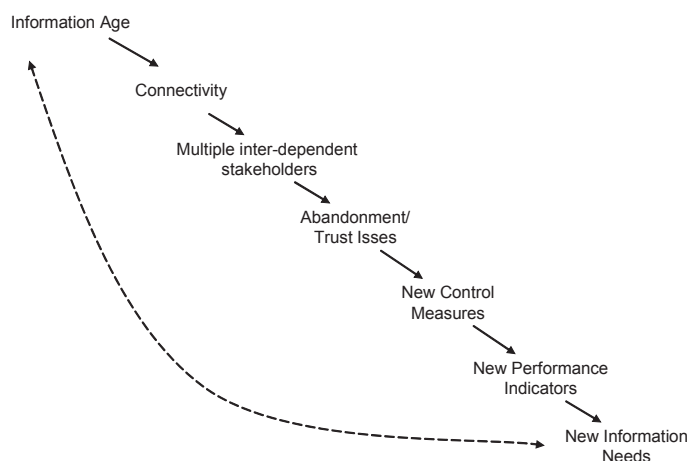 Information Age
Connectivity
Multiple inter-dependent
stakeholders
Abandonment/
Trust Isses
New Control
Measures
New Performance
Indicators
New Information
Needs